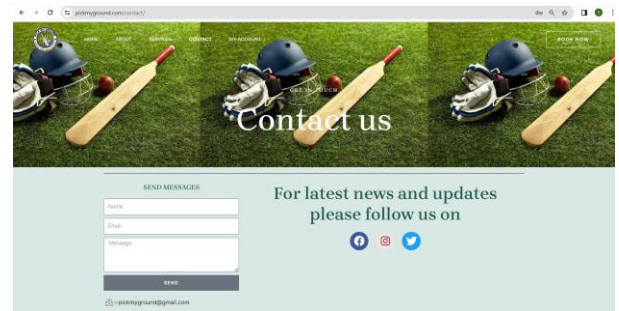 pickmyground.com/contact/
HOME ABOUT SERVICES CONTACT MY ACCOUNT
BOOK NOW
GET IN TOUCH
Contact us
SEND MESSAGES
Name
Email
Message
SEND
:-pickmyground@gmail.com
For latest news and updates
please follow us on